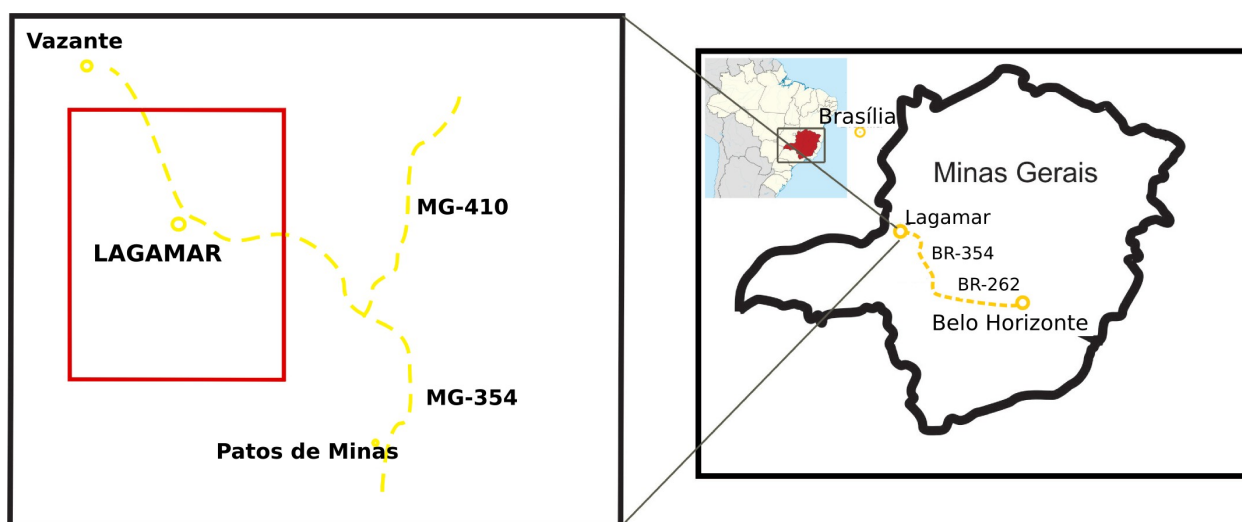 Vazante
LAGAMAR
MG-410
MG-354
Patos de Minas
Brasília
Minas Gerais
Lagamar
BR-354
BR-262
Belo Horizonte